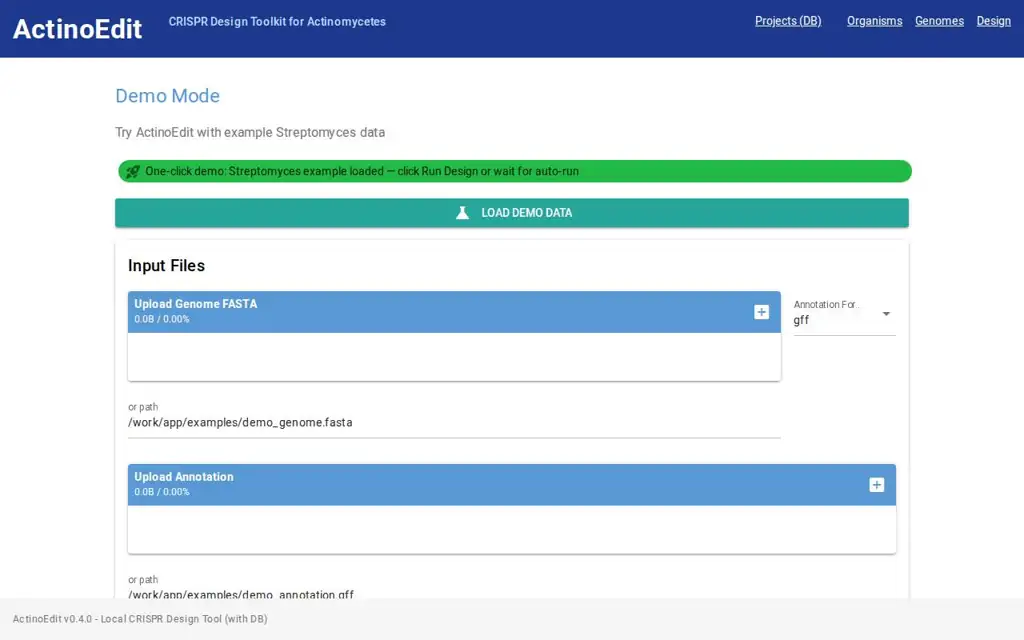 ActinoEdit
CRISPR Design Toolkit for Actinomycetes
Projects (DB) Organisms Genomes Design
Demo Mode
Try ActinoEdit with example Streptomyces data
One-click demo: Streptomyces example loaded — click Run Design or wait for auto-run
LOAD DEMO DATA
Input Files
Upload Genome FASTA
0.0B / 0.00%
Annotation For...
gff
or path
/work/app/examples/demo_genome.fasta
Upload Annotation
0.0B / 0.00%
or path
/work/app/examples/demo_annotation.gff
ActinoEdit v0.4.0 - Local CRISPR Design Tool (with DB)